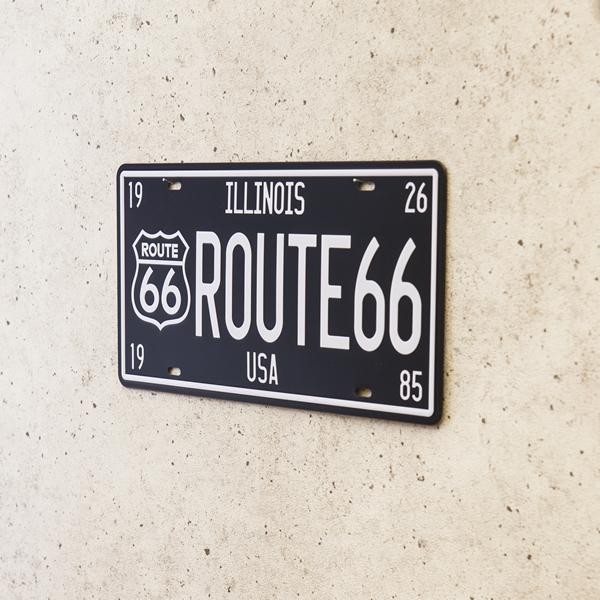 19 ILLINOIS 26
ROUTE
66
ROUTE66
19 USA 85